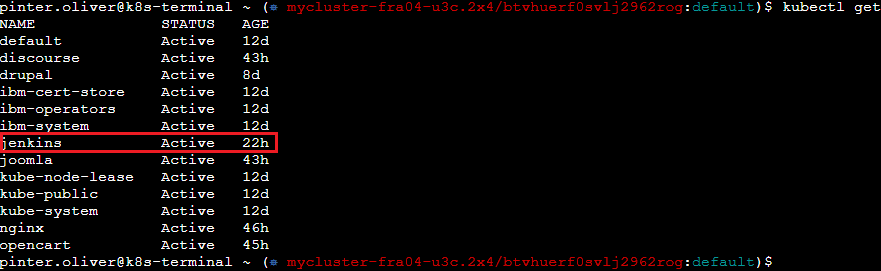 pinter.oliver@k8s-terminal ~ (⎈ mycluster-fra04-u3c.2x4/btvhuerf0svlj2962rog:default)$ kubectl get
NAME STATUS AGE
default Active 12d
discourse Active 43h
drupal Active 8d
ibm-cert-store Active 12d
ibm-operators Active 12d
ibm-system Active 12d
jenkins Active 22h
joomla Active 43h
kube-node-lease Active 12d
kube-public Active 12d
kube-system Active 12d
nginx Active 46h
opencart Active 45h
pinter.oliver@k8s-terminal ~ (⎈ mycluster-fra04-u3c.2x4/btvhuerf0svlj2962rog:default)$